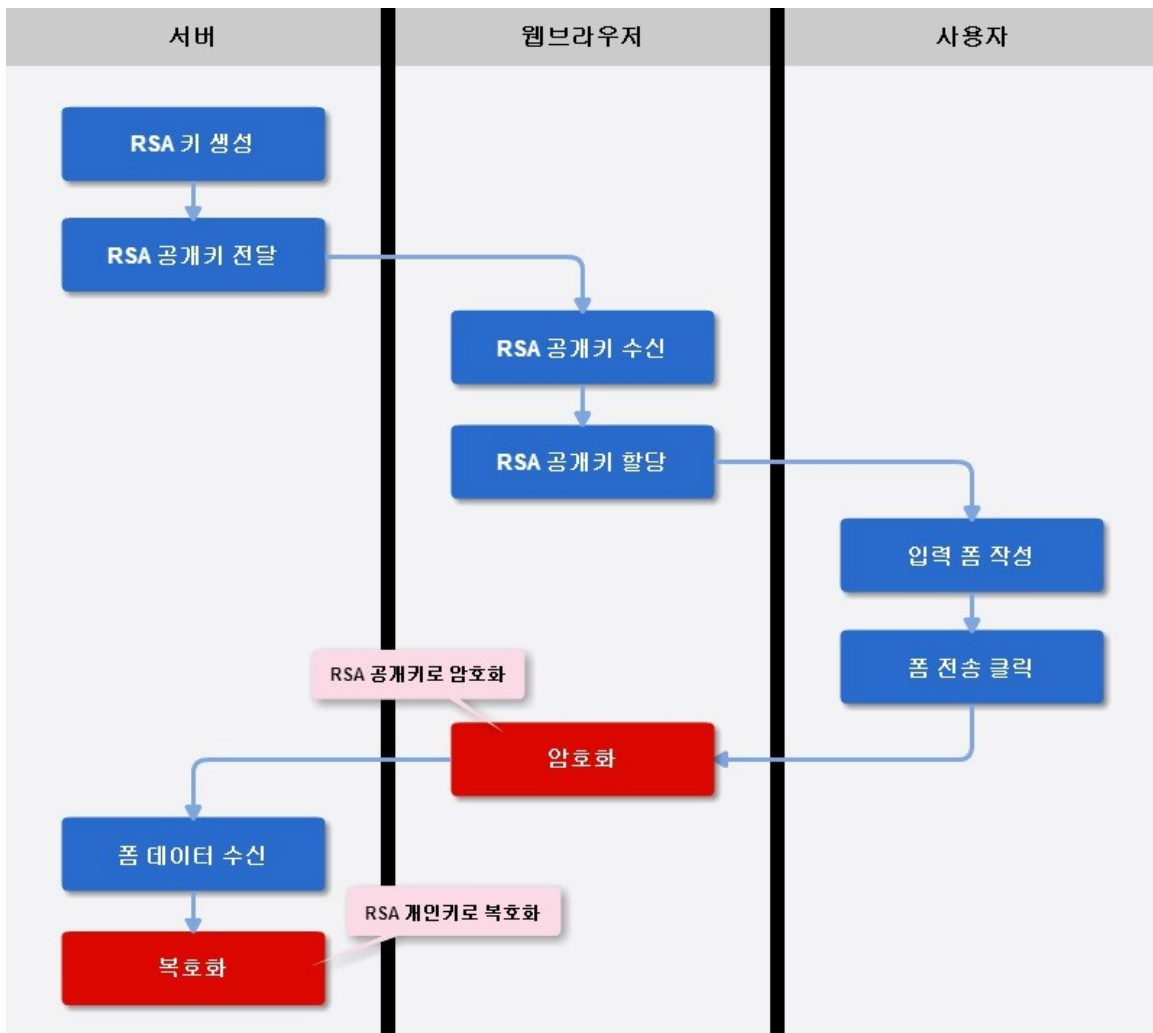 서버
웹브라우저
사용자
RSA 키 생성
RSA 공개키 전달
RSA 공개키 수신
RSA 공개키 할당
입력 폼 작성
폼 전송 클릭
RSA 공개키로 암호화
암호화
폼 데이터 수신
RSA 개인키로 복호화
복호화